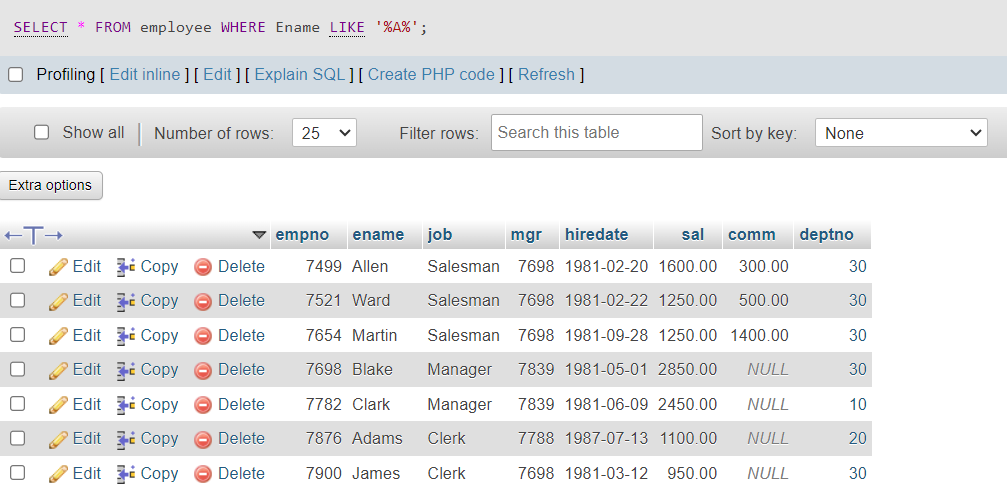 SELECT * FROM employee WHERE Ename LIKE '%A%';
Profiling [ Edit inline ] [ Edit ] [ Explain SQL ] [ Create PHP code ] [ Refresh ]
Show all Number of rows: 25 Filter rows: Search this table Sort by key: None
Extra options
empno ename job mgr hiredate sal comm deptno
Edit Copy Delete 7499 Allen Salesman 7698 1981-02-20 1600.00 300.00 30
Edit Copy Delete 7521 Ward Salesman 7698 1981-02-22 1250.00 500.00 30
Edit Copy Delete 7654 Martin Salesman 7698 1981-09-28 1250.00 1400.00 30
Edit Copy Delete 7698 Blake Manager 7839 1981-05-01 2850.00 NULL 30
Edit Copy Delete 7782 Clark Manager 7839 1981-06-09 2450.00 NULL 10
Edit Copy Delete 7876 Adams Clerk 7788 1987-07-13 1100.00 NULL 20
Edit Copy Delete 7900 James Clerk 7698 1981-03-12 950.00 NULL 30